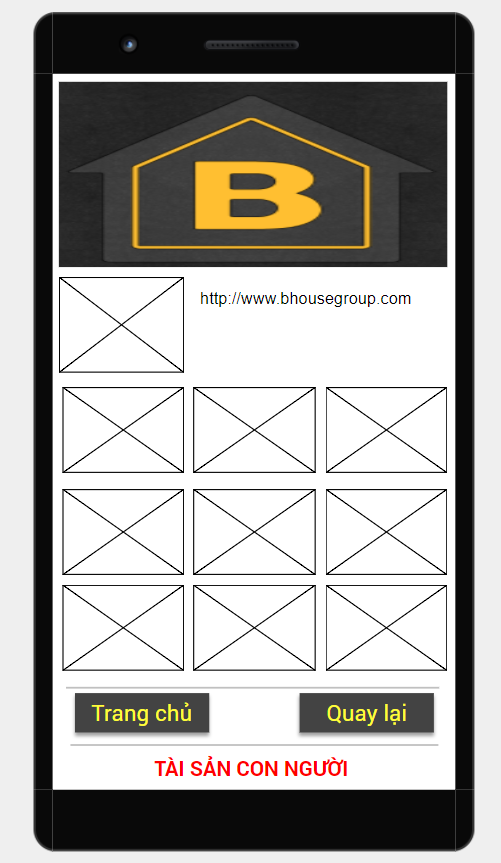 B
http://www.bhousegroup.com
Trang chủ
Quay lại
TÀI SẢN CON NGƯỜI